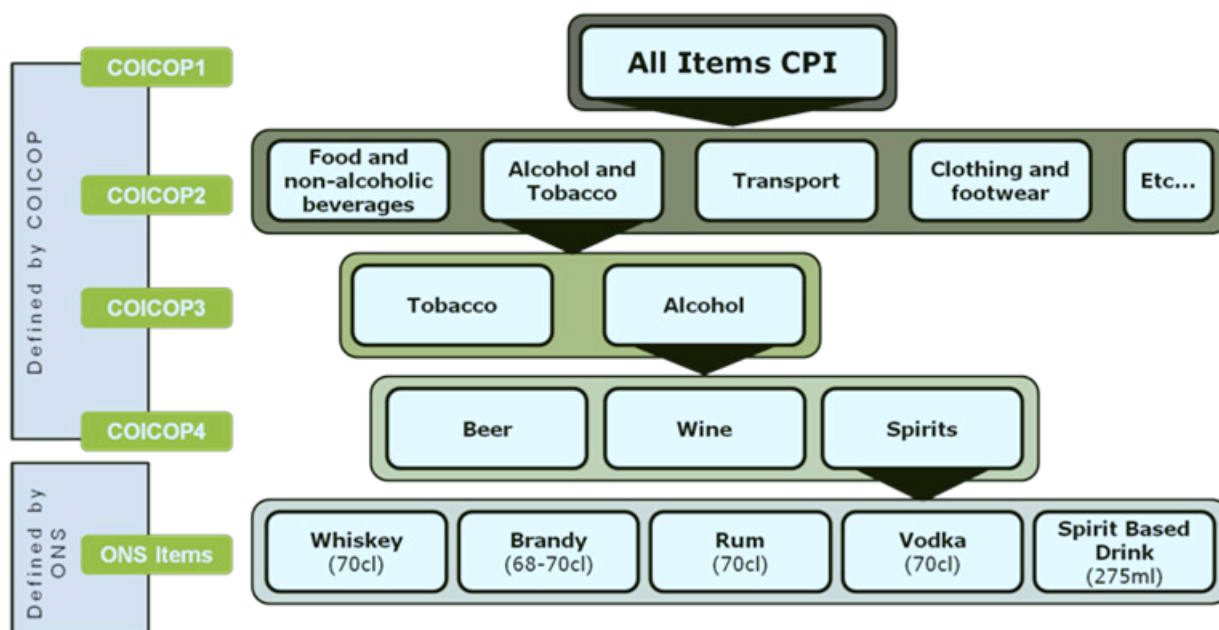 COICOP1
All Items CPI
Defined by COICOP
COICOP2
Food and
non-alcoholic
beverages
Alcohol and
Tobacco
Transport
Clothing and
footwear
Etc...
COICOP3
Tobacco
Alcohol
COICOP4
Beer
Wine
Spirits
Defined by
ONS
ONS Items
Whiskey
(70cl)
Brandy
(68-70cl)
Rum
(70cl)
Vodka
(70cl)
Spirit Based
Drink
(275ml)